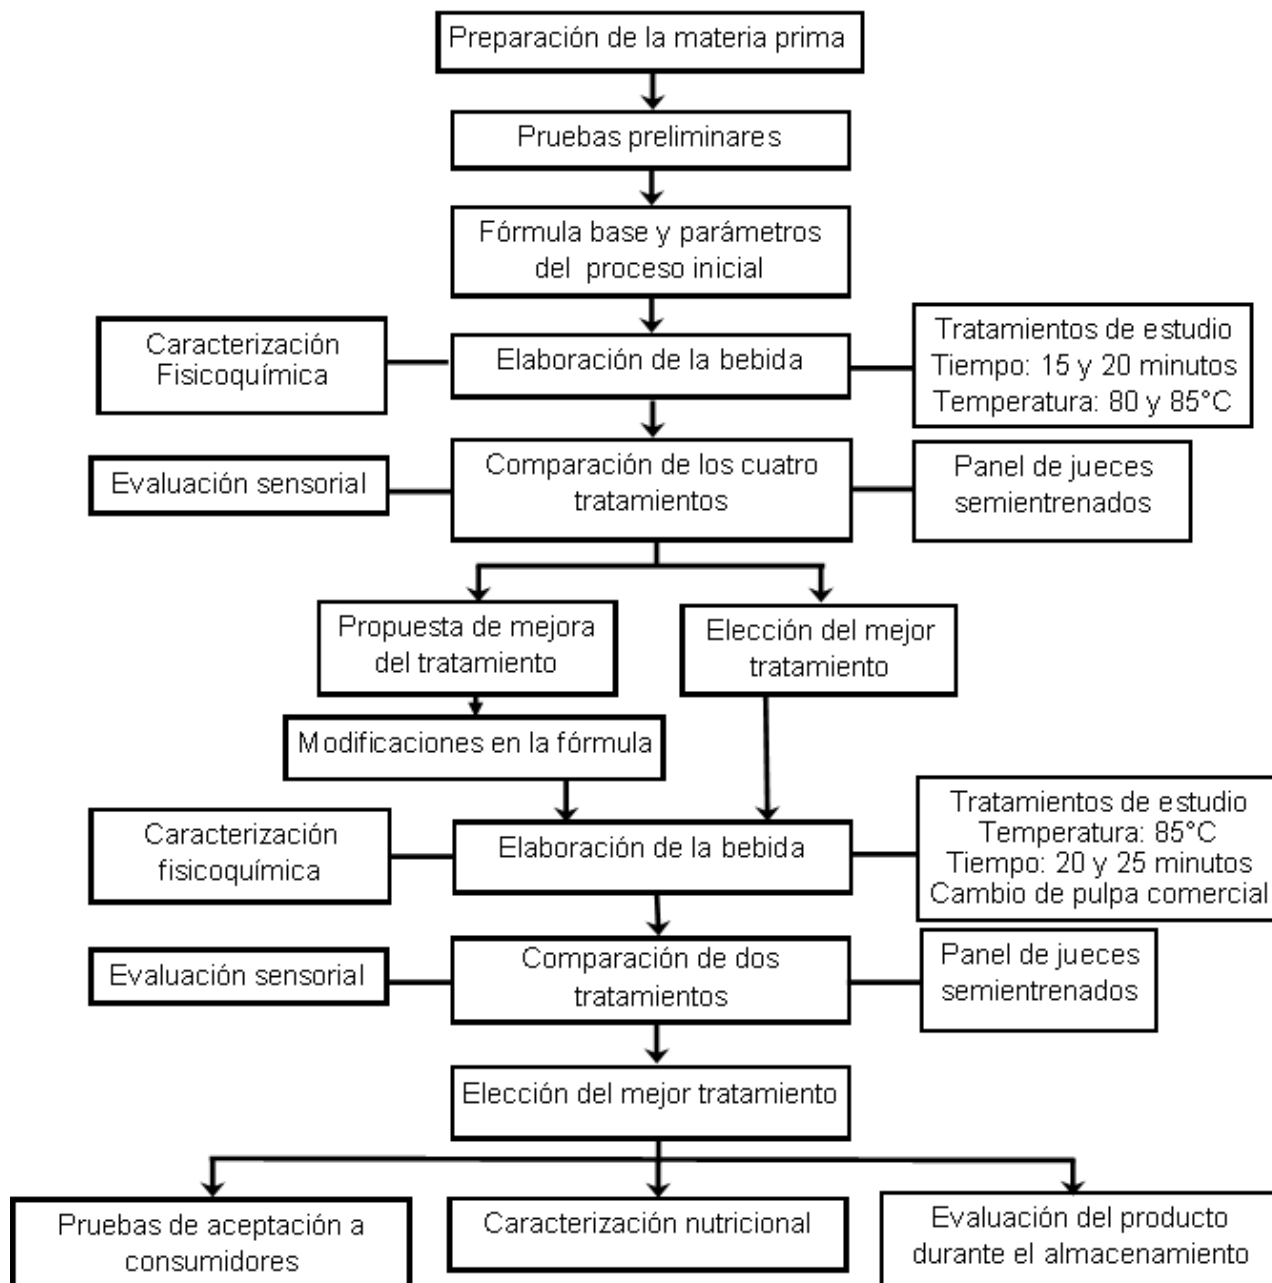 Preparación de la materia prima
Pruebas preliminares
Fórmula base y parámetros
del proceso inicial
Caracterización
Fisicoquímica
Elaboración de la bebida
Tratamientos de estudio
Tiempo: 15 y 20 minutos
Temperatura: 80 y 85°C
Evaluación sensorial
Comparación de los cuatro
tratamientos
Panel de jueces
semientrenados
Propuesta de mejora
del tratamiento
Elección del mejor
tratamiento
Modificaciones en la fórmula
Caracterización
fisicoquímica
Elaboración de la bebida
Tratamientos de estudio
Temperatura: 85°C
Tiempo: 20 y 25 minutos
Cambio de pulpa comercial
Evaluación sensorial
Comparación de dos
tratamientos
Panel de jueces
semientrenados
Elección del mejor tratamiento
Pruebas de aceptación a
consumidores
Caracterización nutricional
Evaluación del producto
durante el almacenamiento